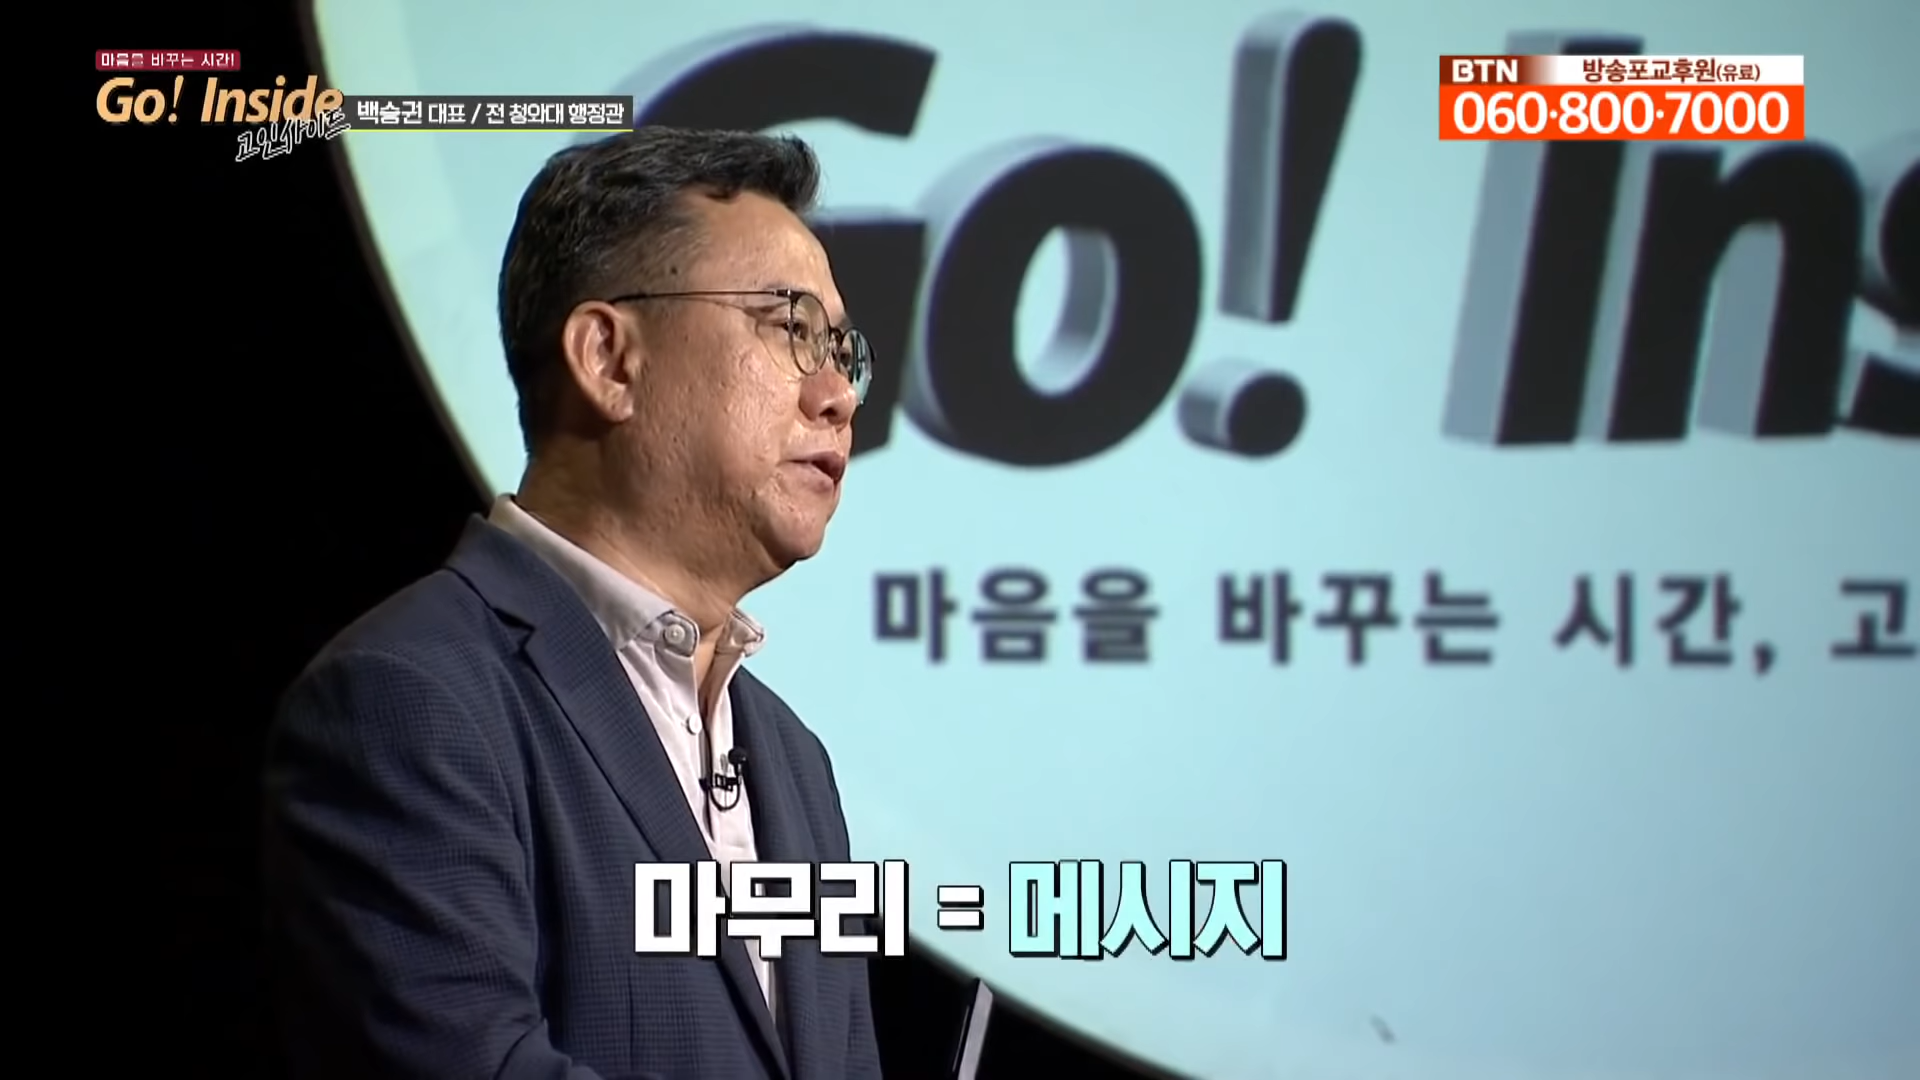 마음을 바꾸는 시간!
Go! Inside
고인사이드
백승권 대표 / 전 청와대 행정관
BTN 방송포교후원(유료)
060·800·7000
Go! Ins
마음을 바꾸는 시간, 고
마무리 = 메시지